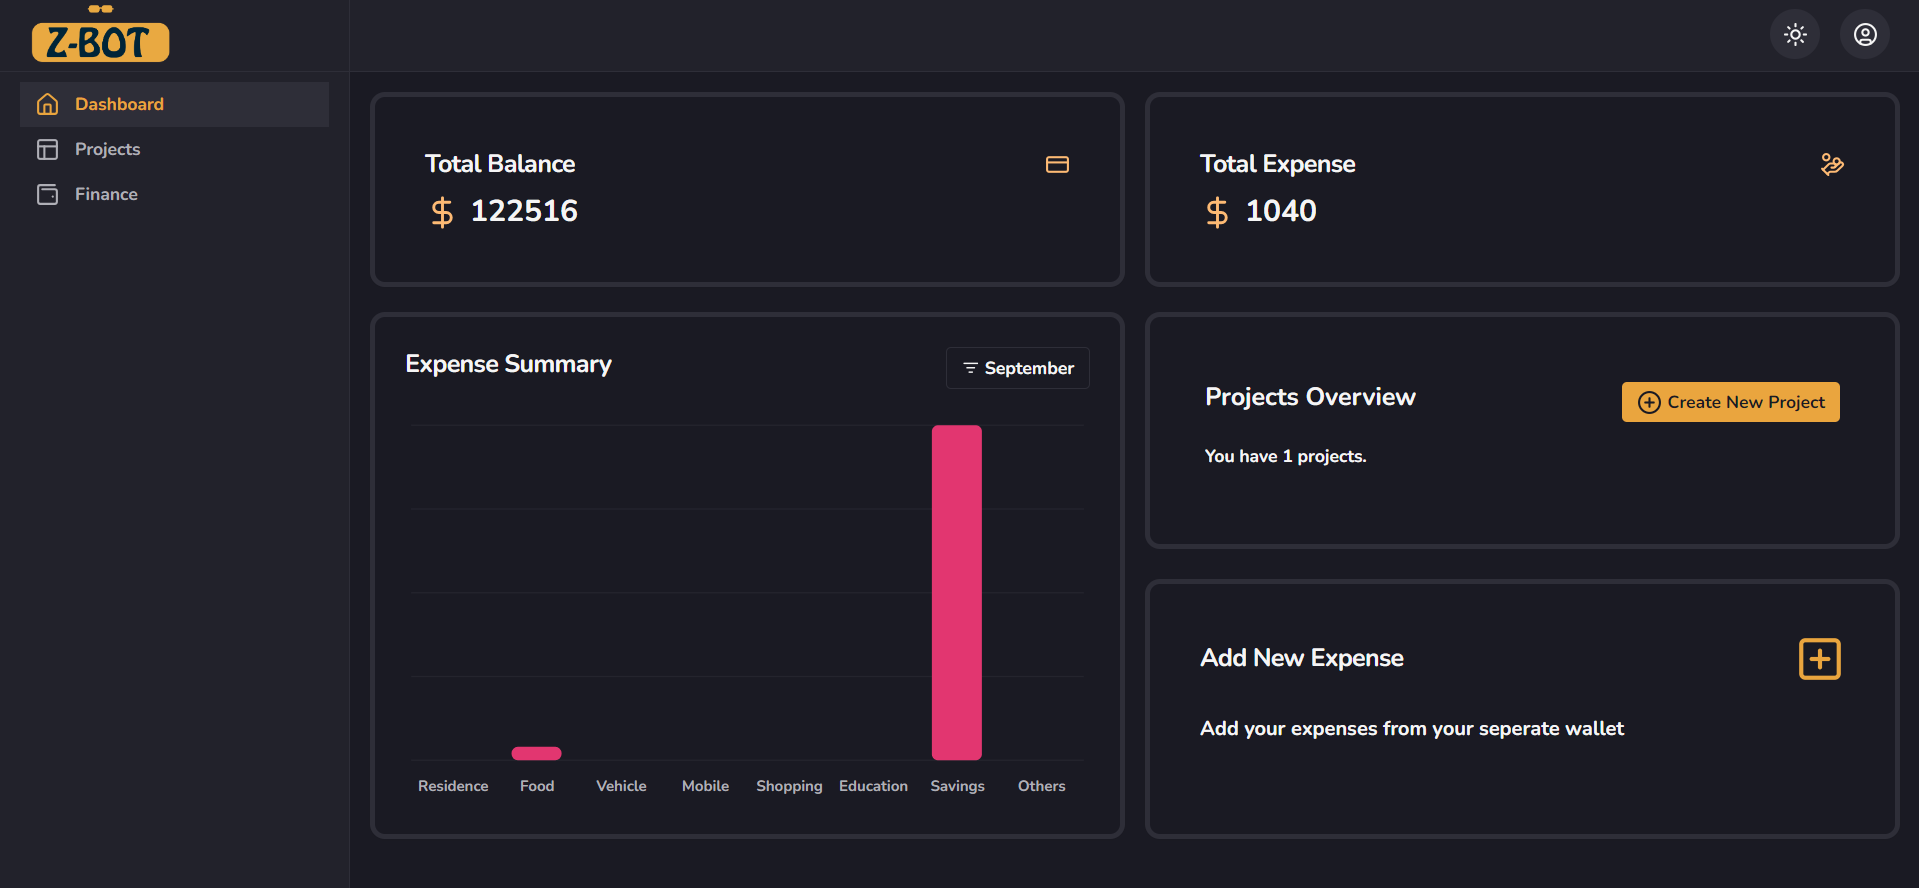 Z-BOT
Dashboard
Projects
Finance
Total Balance
$ 122516
Total Expense
$ 1040
Expense Summary
September
Residence Food Vehicle Mobile Shopping Education Savings Others
Projects Overview
Create New Project
You have 1 projects.
Add New Expense
Add your expenses from your seperate wallet